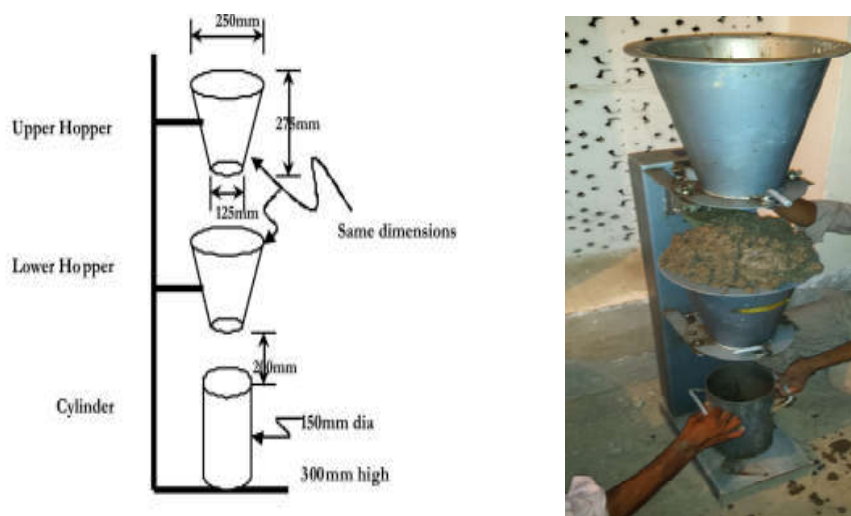 250mm
Upper Hopper
275mm
125mm
Same dimensions
Lower Hopper
200mm
Cylinder
150mm dia
300mm high